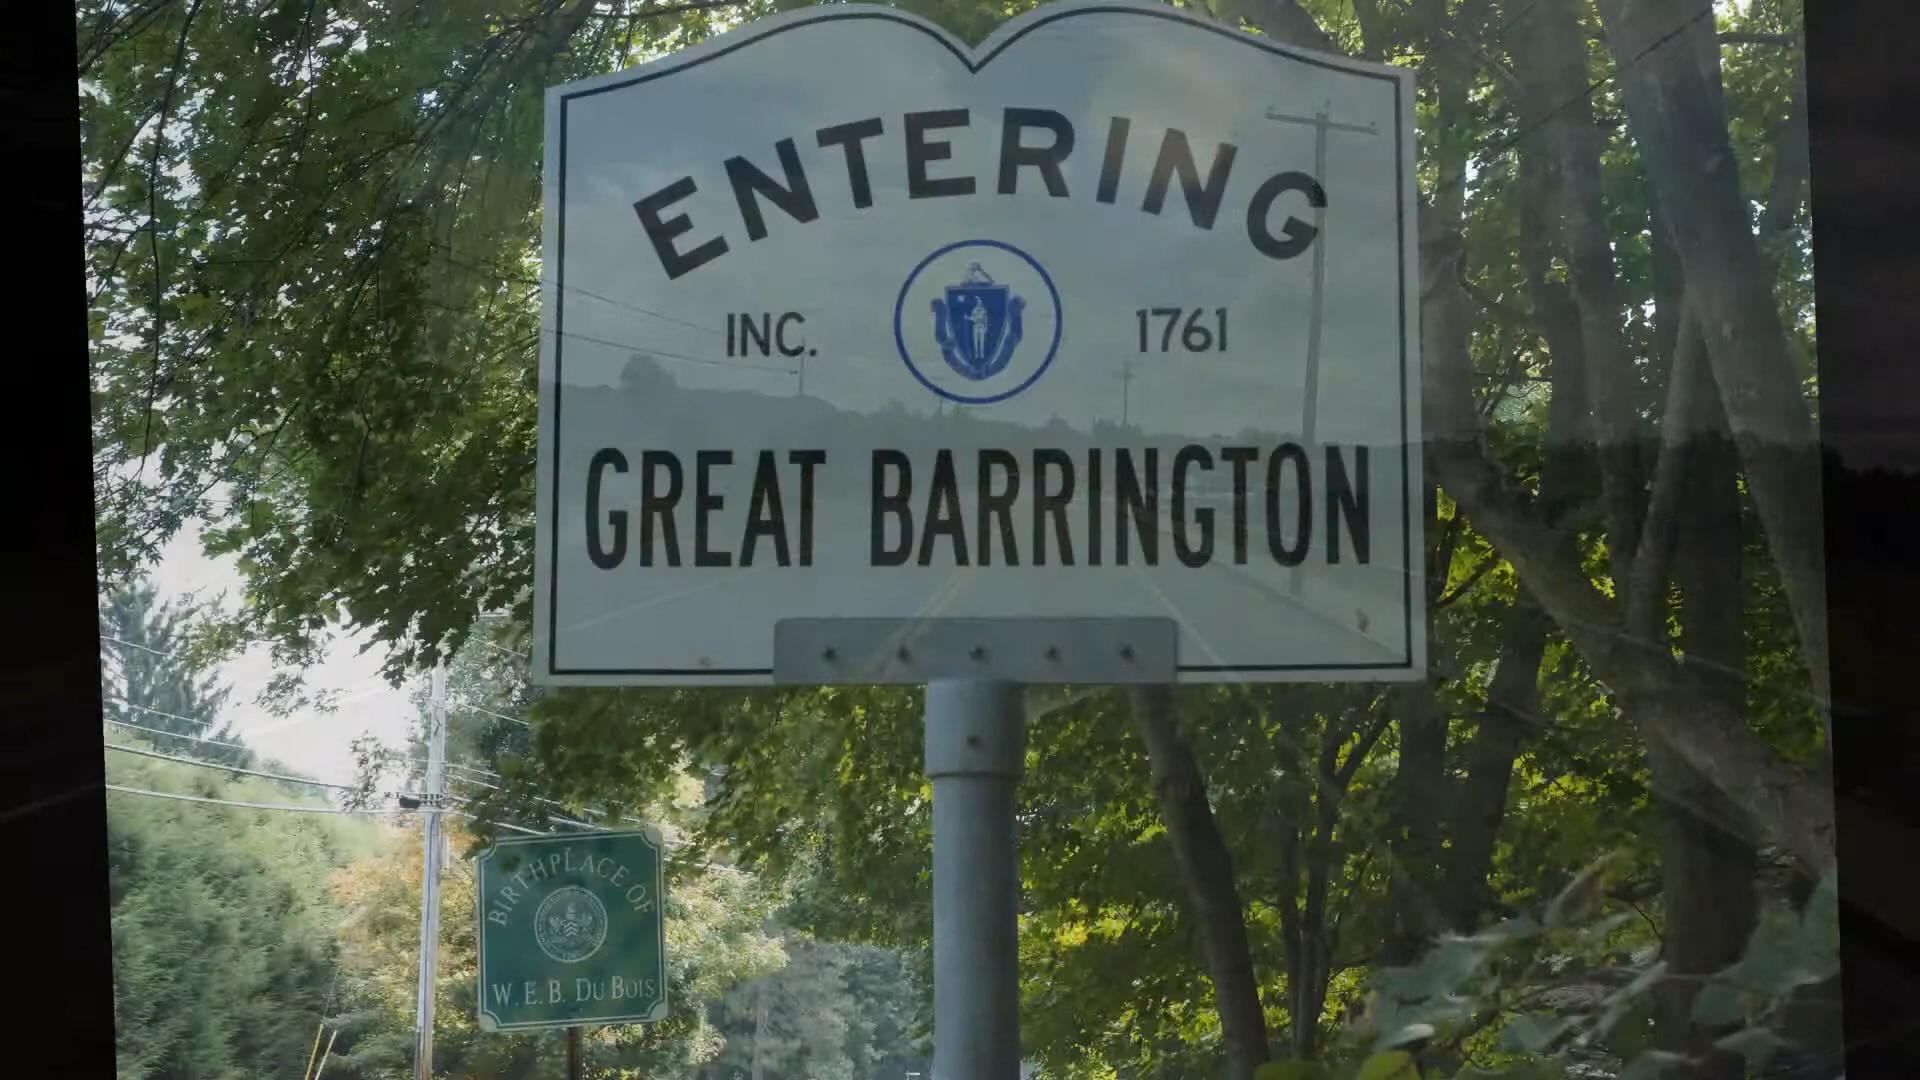 ENTERING
INC. 1761
GREAT BARRINGTON
BIRTHPLACE OF
W. E. B. DU BOIS